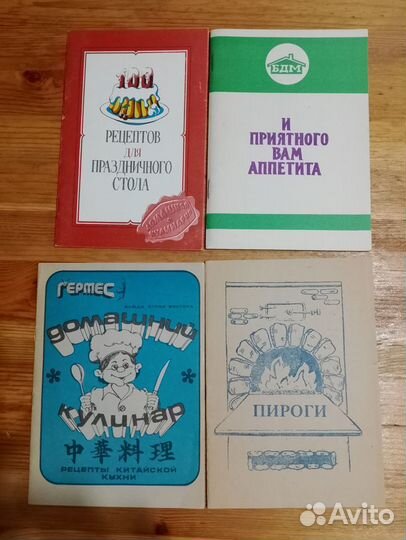 100
РЕЦЕПТОВ
ДЛЯ
ПРАЗДНИЧНОГО
СТОЛА
БДМ
И
ПРИЯТНОГО
ВАМ
АППЕТИТА
ГЕРМЕС
домашний
кулинар
中華料理
РЕЦЕПТЫ КИТАЙСКОЙ
КУХНИ
ПИРОГИ
Avito